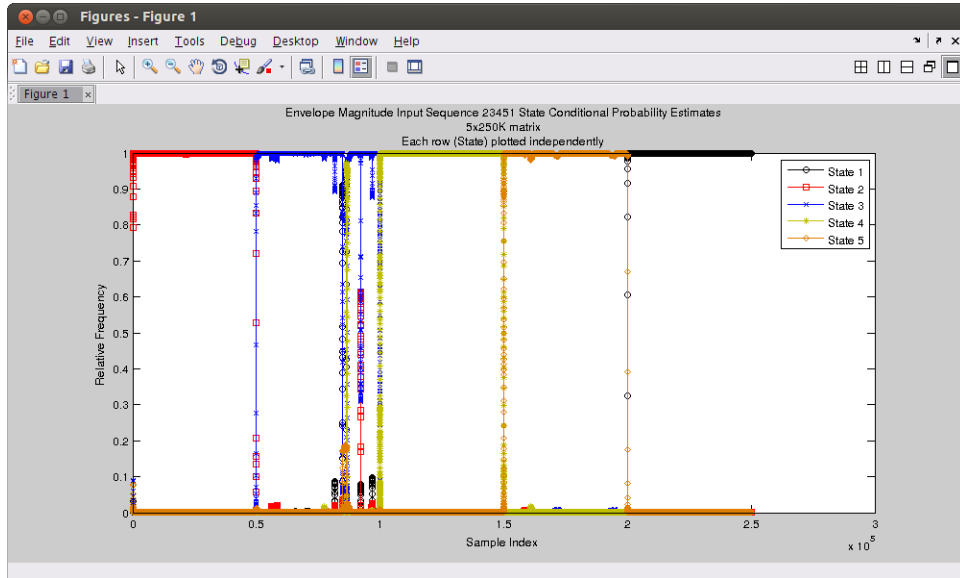 Figures - Figure 1
File Edit View Insert Tools Debug Desktop Window Help
Figure 1
Envelope Magnitude Input Sequence 23451 State Conditional Probability Estimates
5x250K matrix
Each row (State) plotted independently
1
0.9
0.8
0.7
0.6
0.5
0.4
0.3
0.2
0.1
0
Relative Frequency
State 1
State 2
State 3
State 4
State 5
0 0.5 1 1.5 2 2.5 3
Sample Index
x 10^5